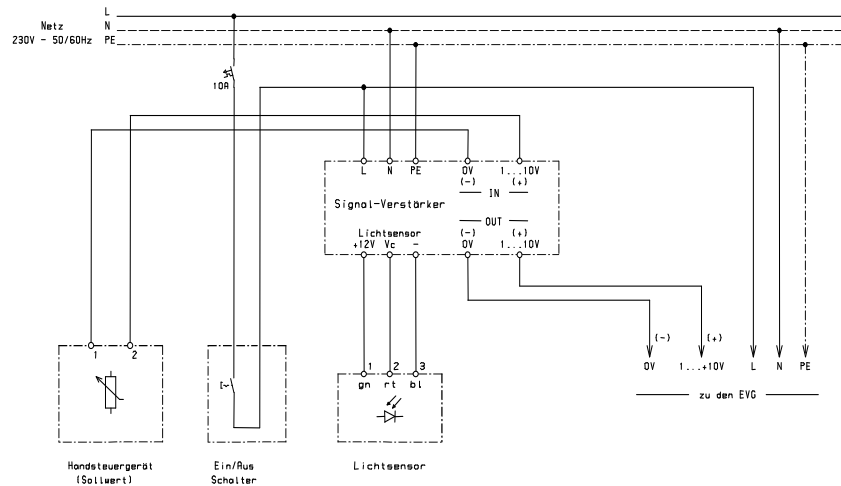 L
Netz N
230V - 50/60Hz PE
10A
L N PE 0V 1...10V
(-) (+)
IN
Signal-Verstärker
OUT
Lichtsensor (-) (+)
+12V Vc - 0V 1...10V
(-) (+)
1 2 1 2 3
0V 1...+10V L N PE
gn rt bl
zu den EVG
Handsteuergerät Ein/Aus Lichtsensor
(Sollwert) Schalter